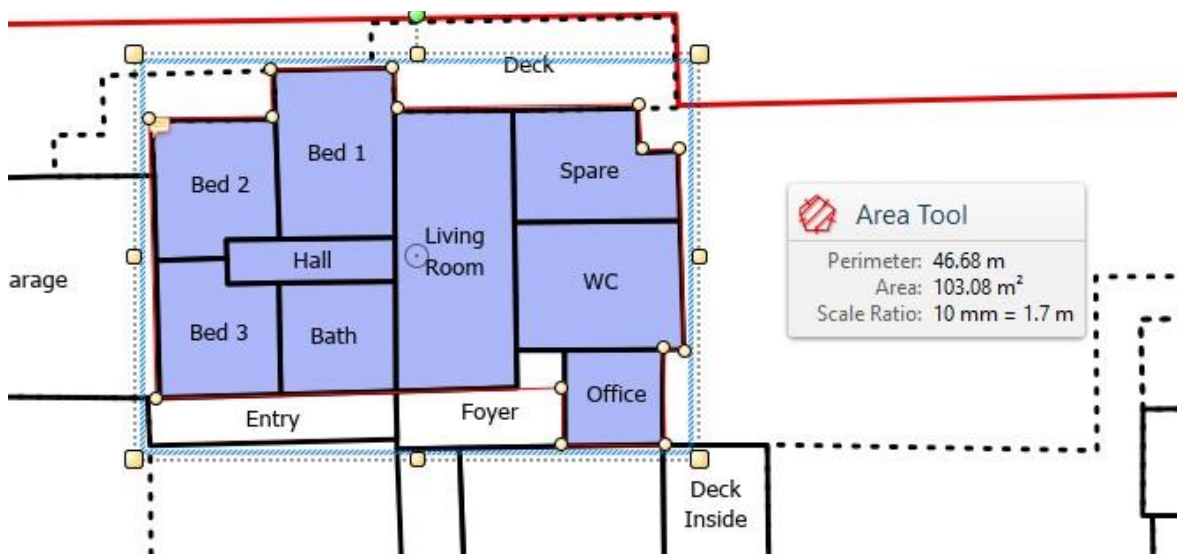 Deck
Bed 1
Bed 2
Spare
Living
Room
Hall
WC
arage
Bed 3
Bath
Office
Entry
Foyer
Deck
Inside
Area Tool
Perimeter: 46.68 m
Area: 103.08 m²
Scale Ratio: 10 mm = 1.7 m